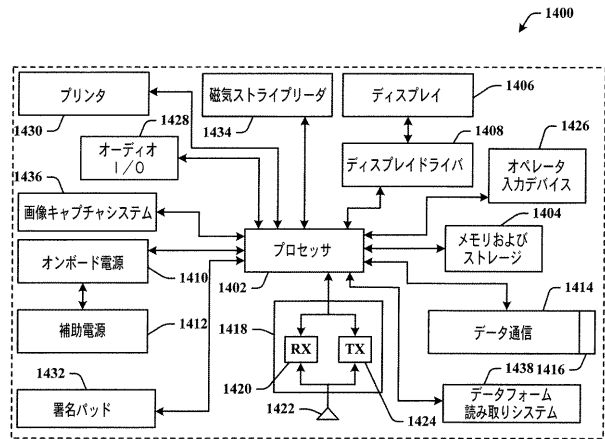 1400
プリンタ
1430
磁気ストライプリーダ
1434
ディスプレイ
1406
1428
オーディオ
I/O
1408
ディスプレイドライバ
1426
オペレータ
入力デバイス
1436
画像キャプチャシステム
1404
メモリおよび
ストレージ
プロセッサ
1402
オンボード電源
1410
1414
データ通信
1416
補助電源
1412
1418
RX
TX
1420
1422
1424
1432
署名パッド
1438
データフォーム
読み取りシステム